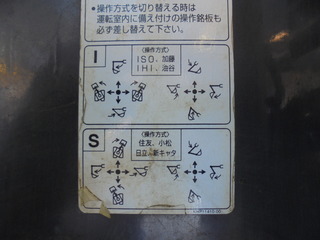 •操作方式を切り替える時は
運転室内に備え付けの操作銘板も
必ず差し替えて下さい。
I
〈操作方式〉
ISO. 加藤
IHI. 油谷
S
〈操作方式〉
住友. 小松
日立. 新キャタ